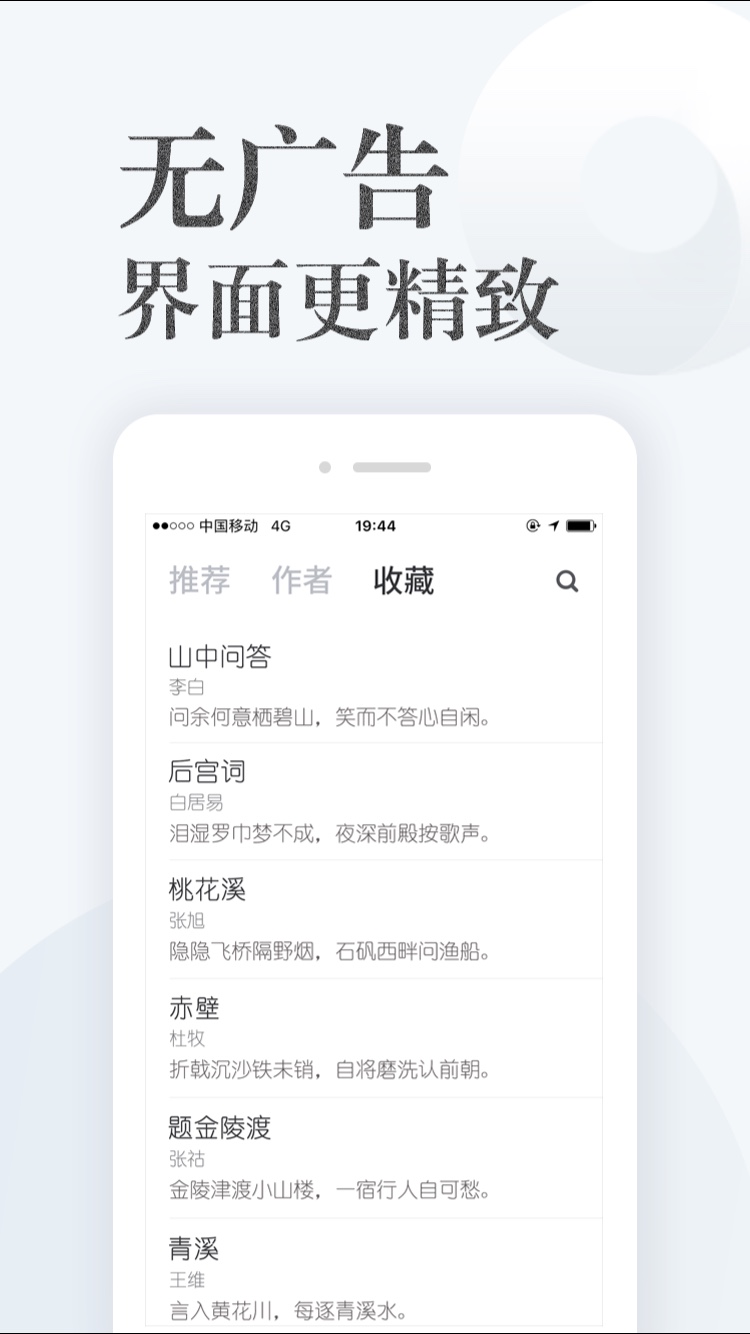 无广告
界面更精致
中国移动 4G 19:44
推荐 作者 收藏
山中问答
李白
问余何意栖碧山，笑而不答心自闲。
后宫词
白居易
泪湿罗巾梦不成，夜深前殿按歌声。
桃花溪
张旭
隐隐飞桥隔野烟，石矶西畔问渔船。
赤壁
杜牧
折戟沉沙铁未销，自将磨洗认前朝。
题金陵渡
张祜
金陵津渡小山楼，一宿行人自可愁。
青溪
王维
言入黄花川，每逐青溪水。